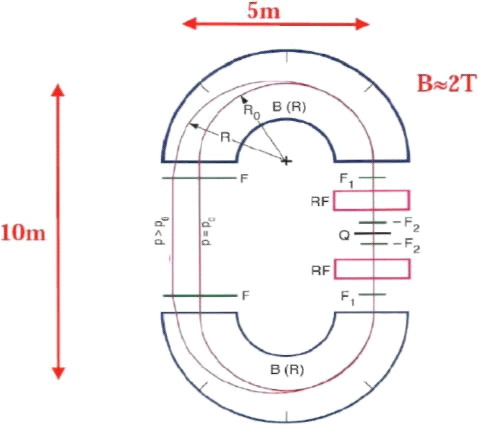 5m
B≈2T
B (R)
R₀
R
F
F₁
RF
F₂
Q
F₂
p > p₀
p = p₀
10m
RF
F
F₁
B (R)